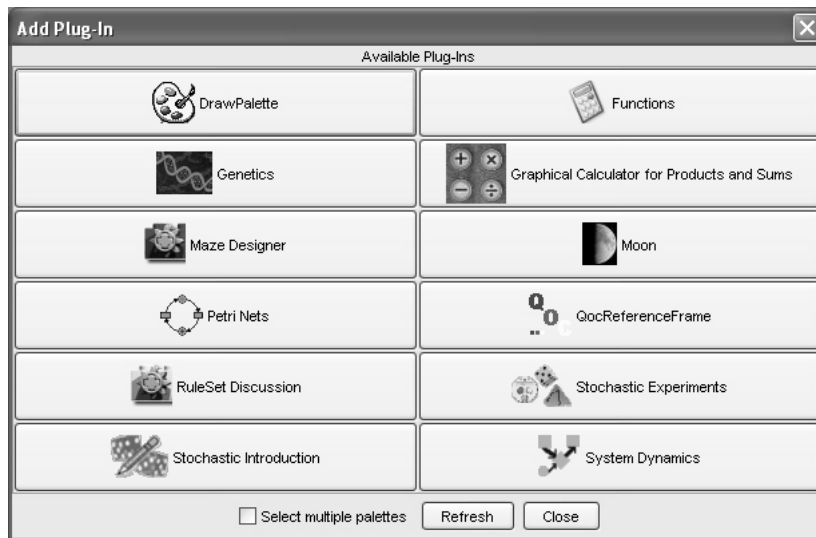 Add Plug-In
Available Plug-Ins
DrawPalette
Functions
Genetics
Graphical Calculator for Products and Sums
Maze Designer
Moon
Petri Nets
QOC
QocReferenceFrame
RuleSet Discussion
Stochastic Experiments
Stochastic Introduction
System Dynamics
Select multiple palettes
Refresh
Close